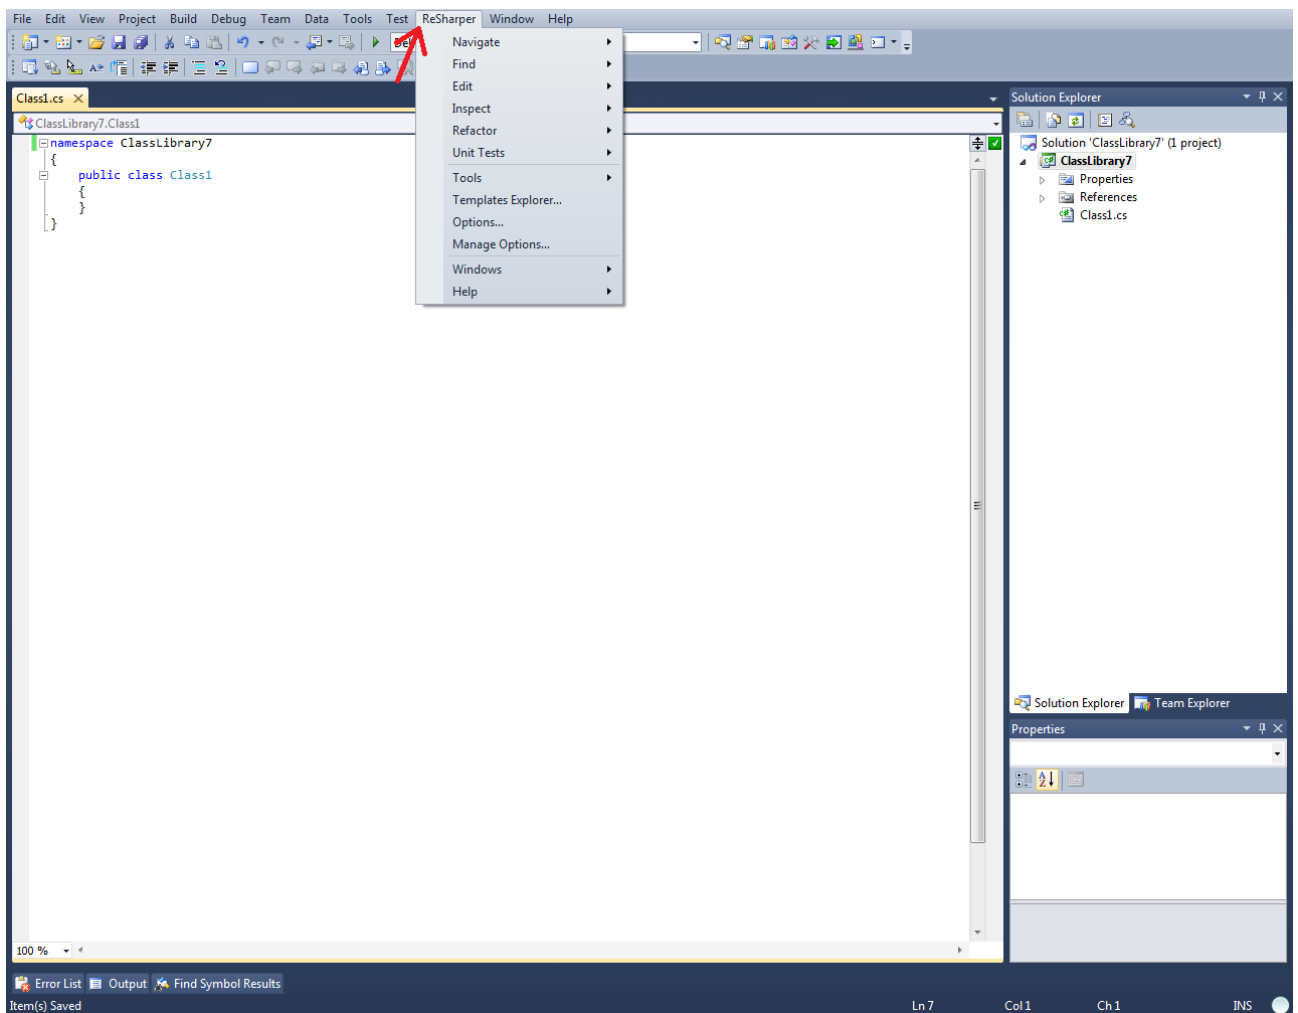 File Edit View Project Build Debug Team Data Tools Test ReSharper Window Help
Navigate
Find
Edit
Inspect
Refactor
Unit Tests
Tools
Templates Explorer...
Options...
Manage Options...
Windows
Help
Class1.cs
ClassLibrary7.Class1
namespace ClassLibrary7
{
public class Class1
{
}
}
100 %
Solution Explorer
Solution 'ClassLibrary7' (1 project)
ClassLibrary7
Properties
References
Class1.cs
Solution Explorer Team Explorer
Properties
Error List Output Find Symbol Results
Item(s) Saved Ln 7 Col 1 Ch 1 INS